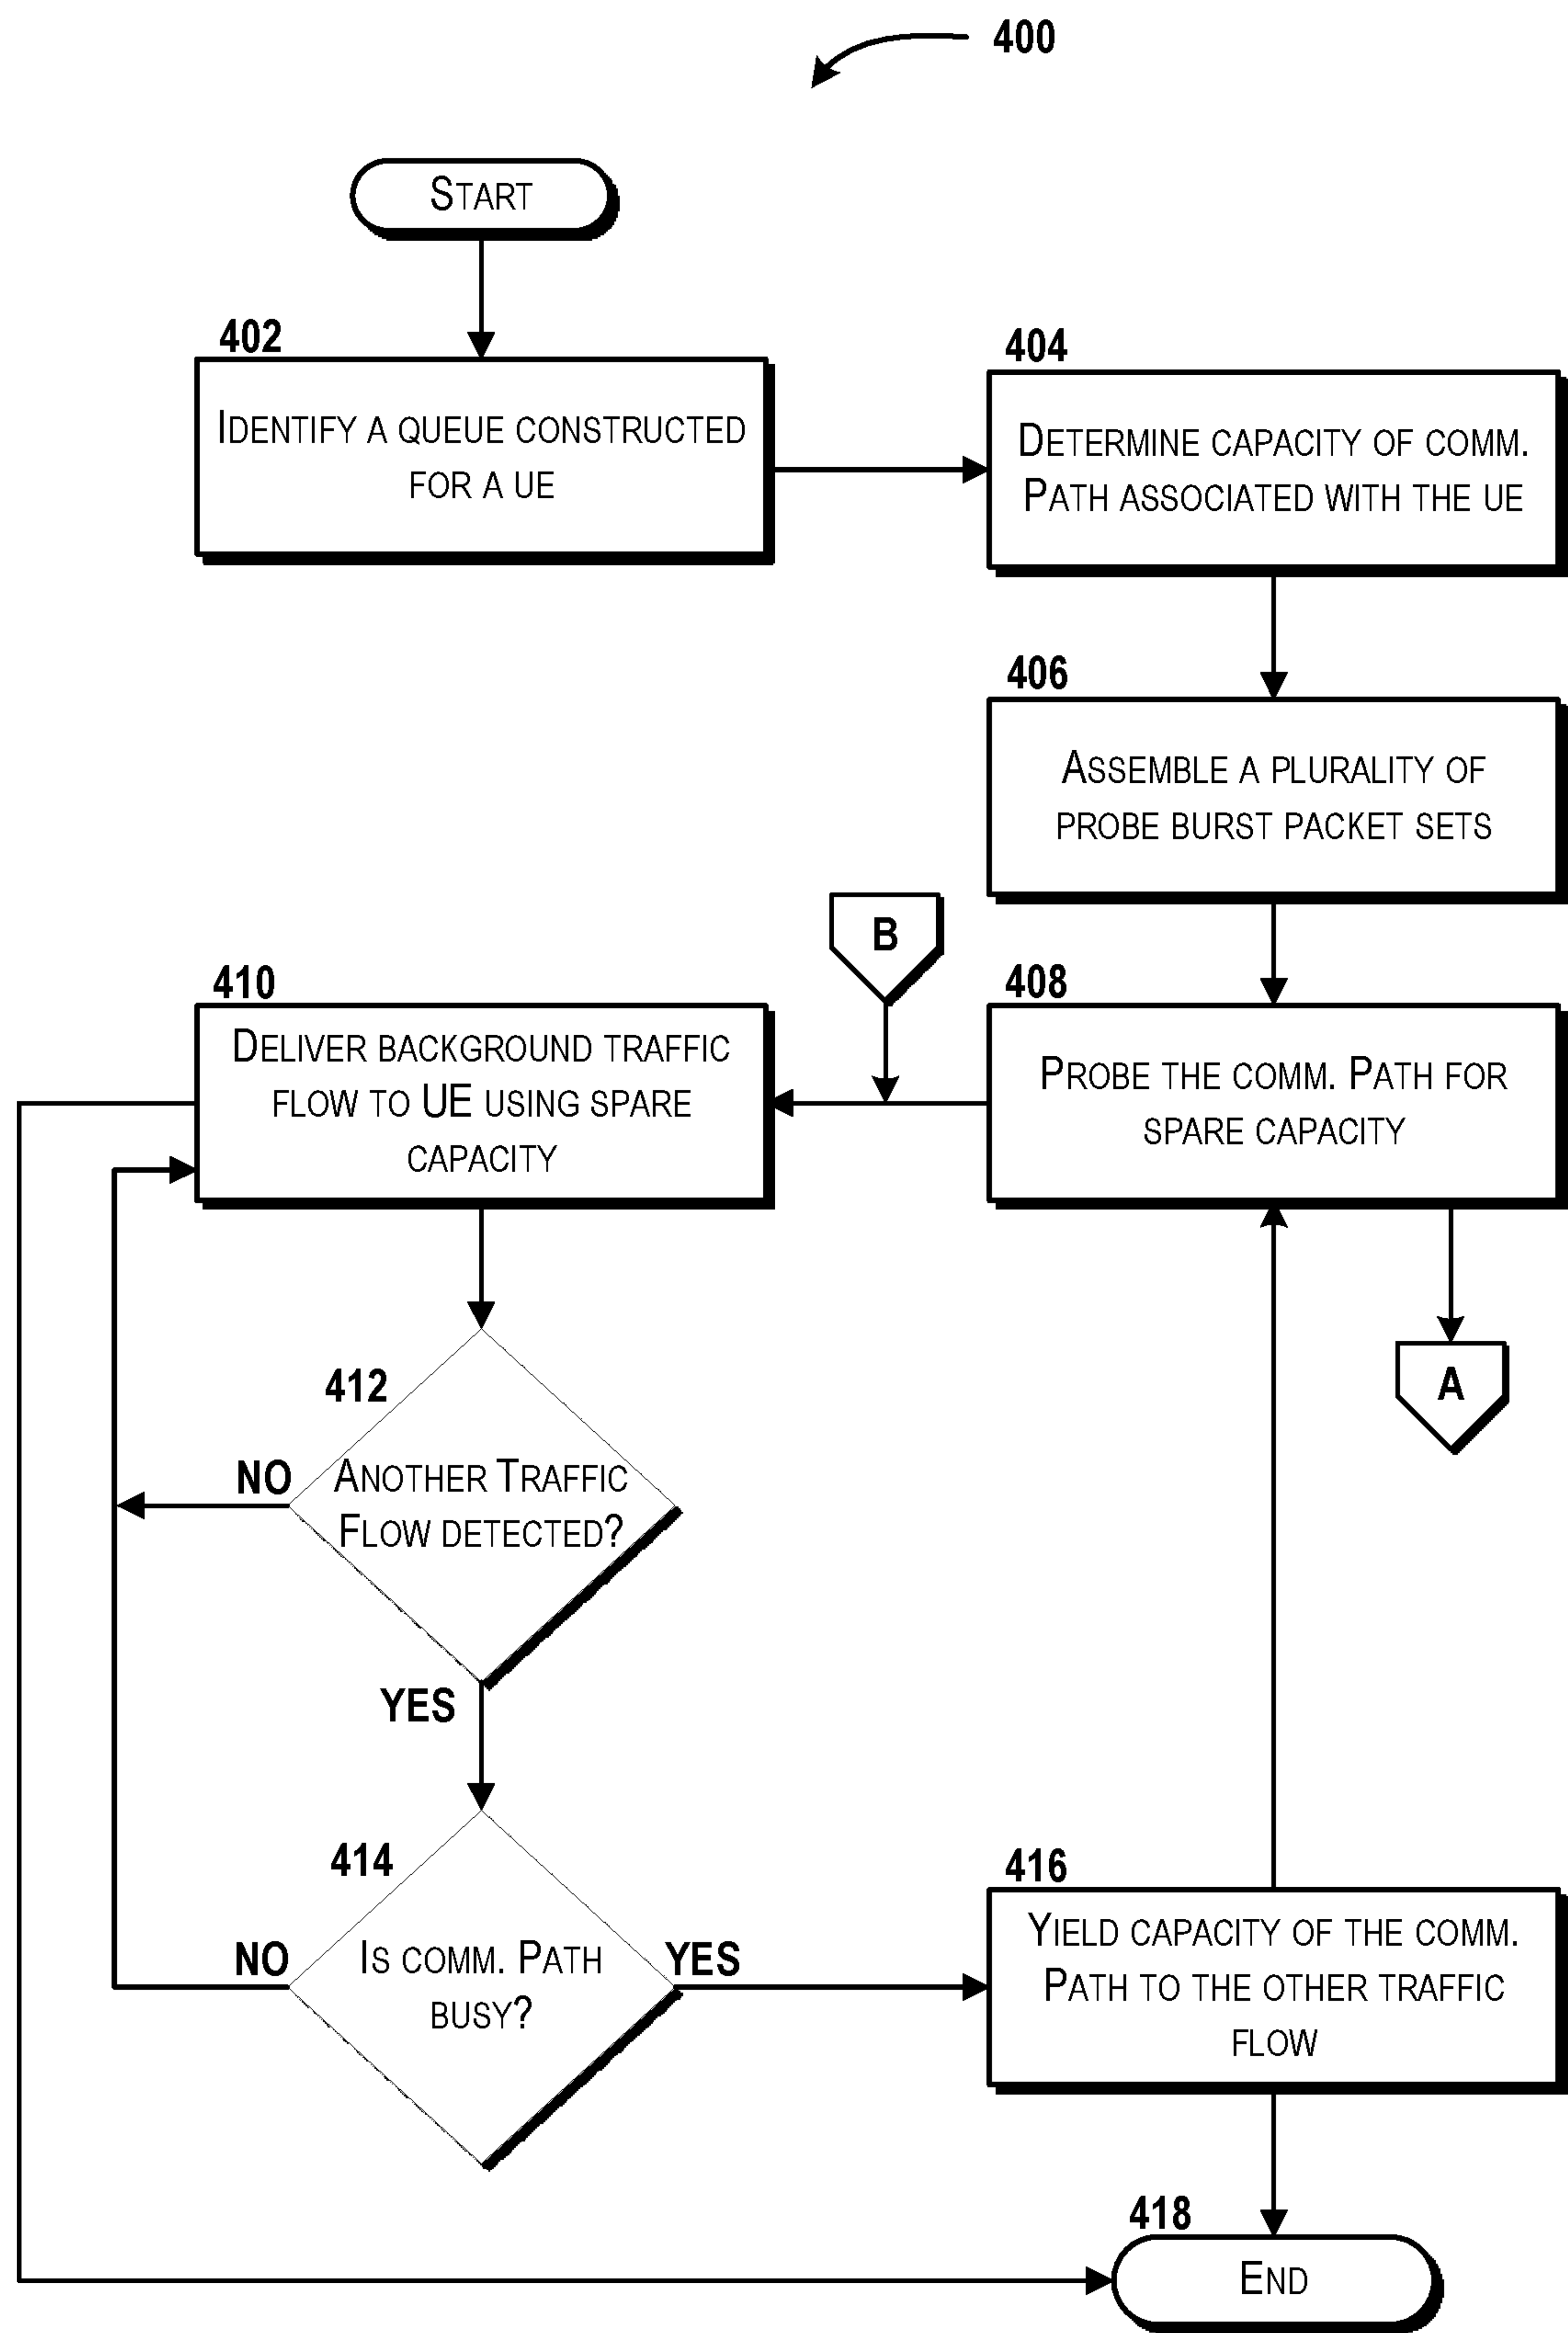 400
START
402
IDENTIFY A QUEUE CONSTRUCTED
FOR A UE
404
DETERMINE CAPACITY OF COMM.
PATH ASSOCIATED WITH THE UE
406
ASSEMBLE A PLURALITY OF
PROBE BURST PACKET SETS
B
408
PROBE THE COMM. PATH FOR
SPARE CAPACITY
A
410
DELIVER BACKGROUND TRAFFIC
FLOW TO UE USING SPARE
CAPACITY
412
ANOTHER TRAFFIC
FLOW DETECTED?
NO
YES
414
IS COMM. PATH
BUSY?
NO
YES
416
YIELD CAPACITY OF THE COMM.
PATH TO THE OTHER TRAFFIC
FLOW
418
END